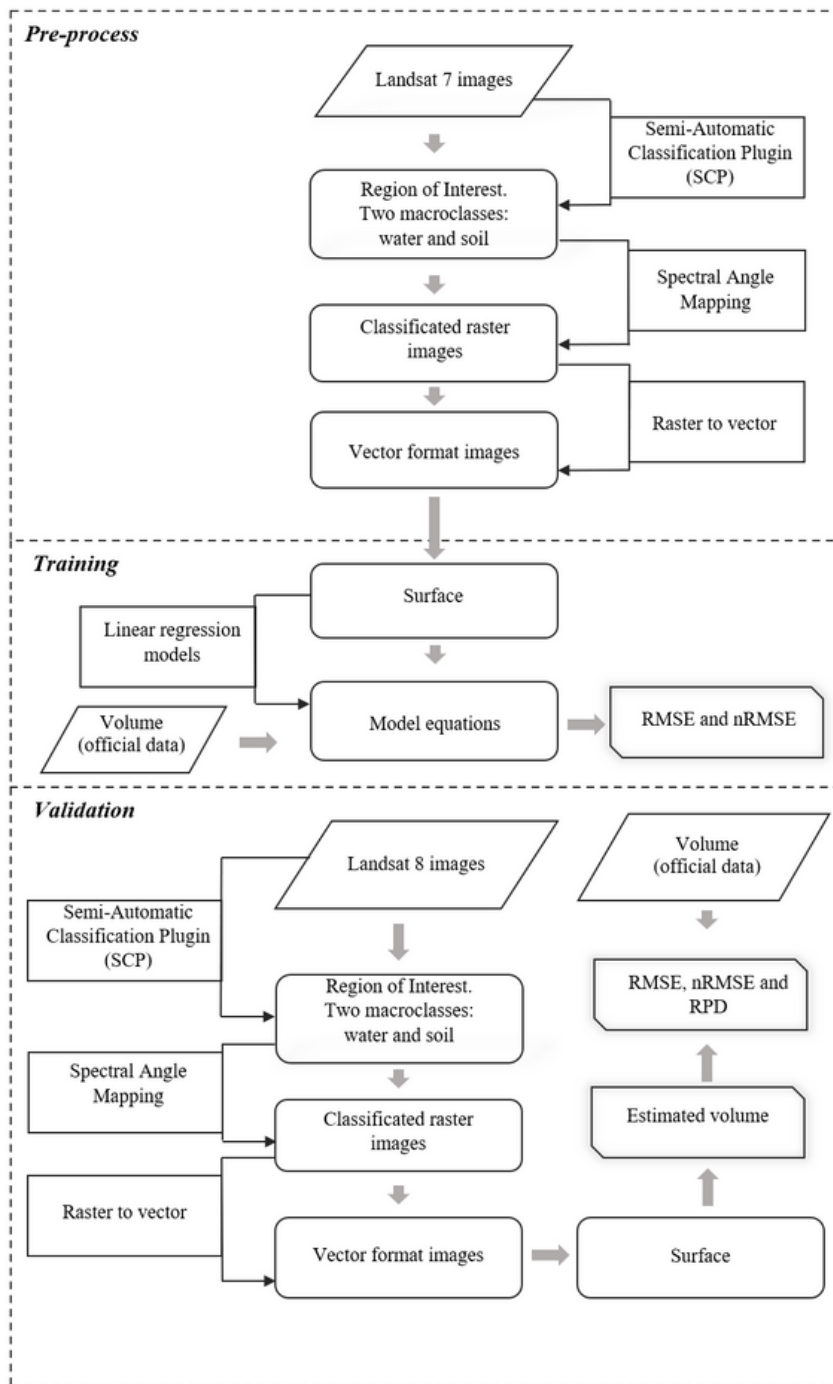 Pre-process
Landsat 7 images
Semi-Automatic
Classification Plugin
(SCP)
Region of Interest.
Two macroclasses:
water and soil
Spectral Angle
Mapping
Classificated raster
images
Raster to vector
Vector format images
Training
Surface
Linear regression
models
Volume
(official data)
Model equations
RMSE and nRMSE
Validation
Landsat 8 images
Volume
(official data)
Semi-Automatic
Classification Plugin
(SCP)
Region of Interest.
Two macroclasses:
water and soil
RMSE, nRMSE and
RPD
Spectral Angle
Mapping
Classificated raster
images
Estimated volume
Raster to vector
Vector format images
Surface